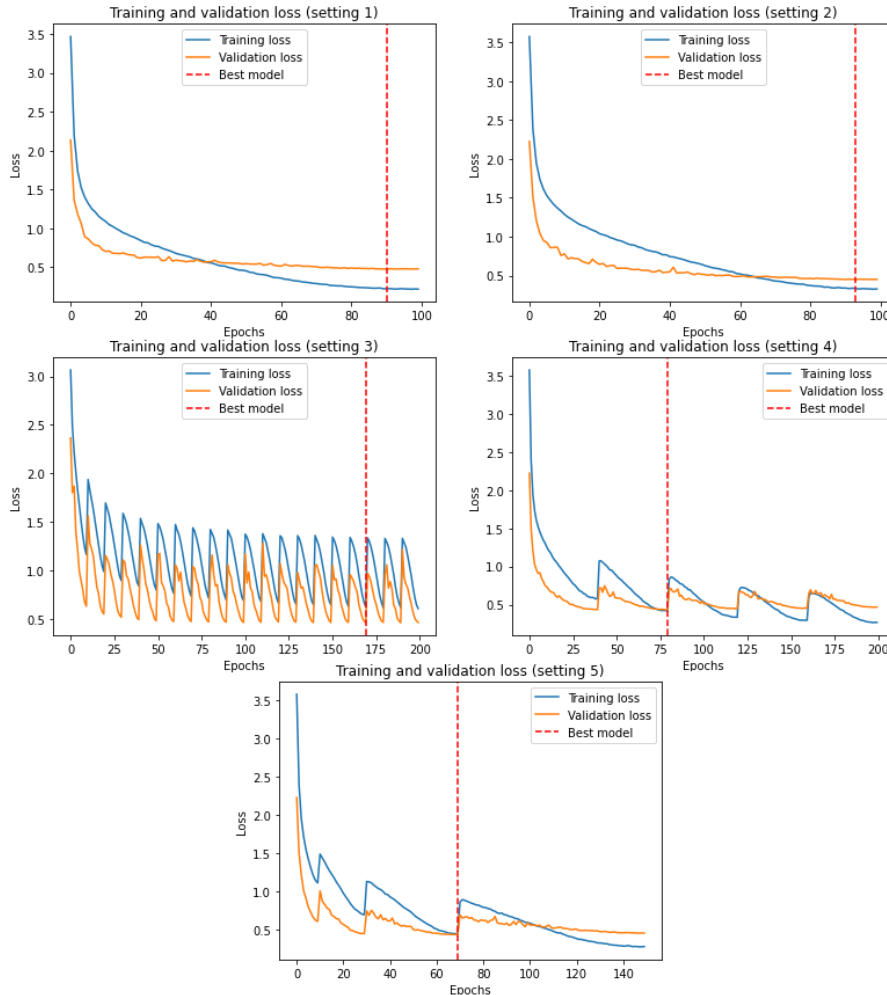 Training and validation loss (setting 1)
Training loss
Validation loss
Best model
3.5
3.0
2.5
2.0
1.5
1.0
0.5
Loss
0 20 40 60 80 100
Epochs
Training and validation loss (setting 2)
Training loss
Validation loss
Best model
3.5
3.0
2.5
2.0
1.5
1.0
0.5
Loss
0 20 40 60 80 100
Epochs
Training and validation loss (setting 3)
Training loss
Validation loss
Best model
3.0
2.5
2.0
1.5
1.0
0.5
Loss
0 25 50 75 100 125 150 175 200
Epochs
Training and validation loss (setting 4)
Training loss
Validation loss
Best model
3.5
3.0
2.5
2.0
1.5
1.0
0.5
Loss
0 25 50 75 100 125 150 175 200
Epochs
Training and validation loss (setting 5)
Training loss
Validation loss
Best model
3.5
3.0
2.5
2.0
1.5
1.0
0.5
Loss
0 20 40 60 80 100 120 140
Epochs